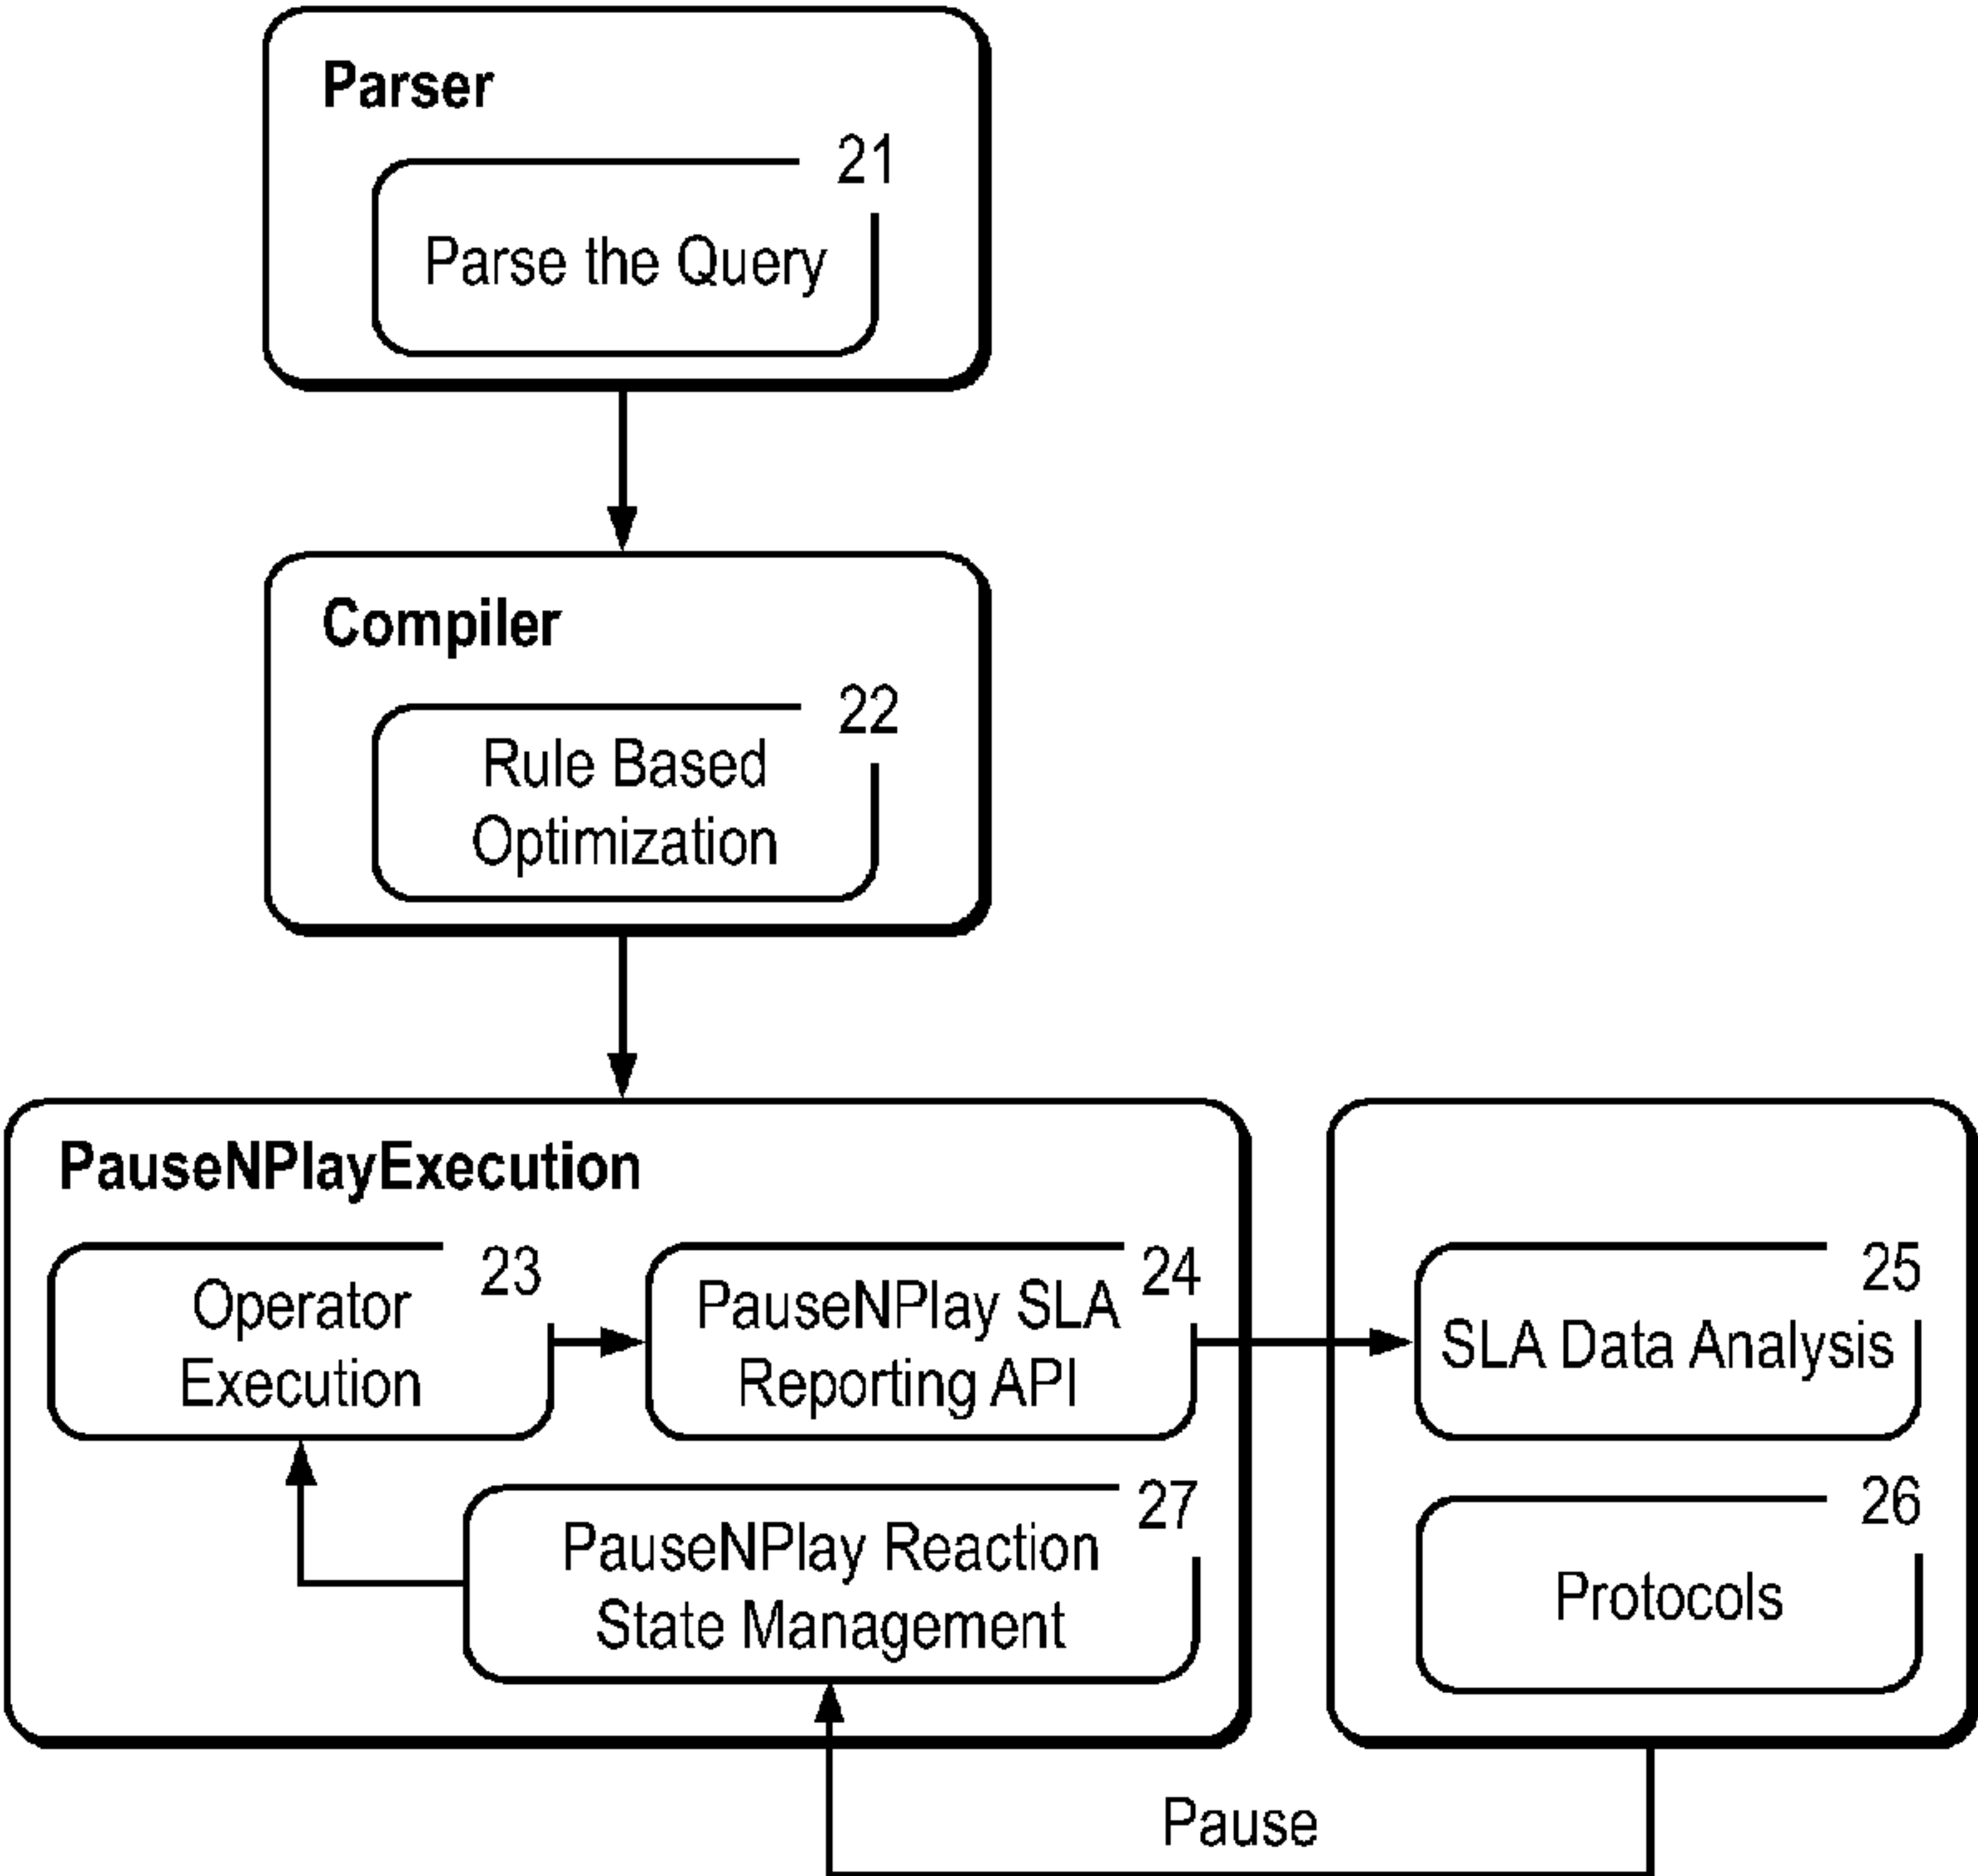 Parser
21
Parse the Query
Compiler
22
Rule Based
Optimization
PauseNPlayExecution
23
Operator
Execution
24
PauseNPlay SLA
Reporting API
25
SLA Data Analysis
27
PauseNPlay Reaction
State Management
26
Protocols
Pause